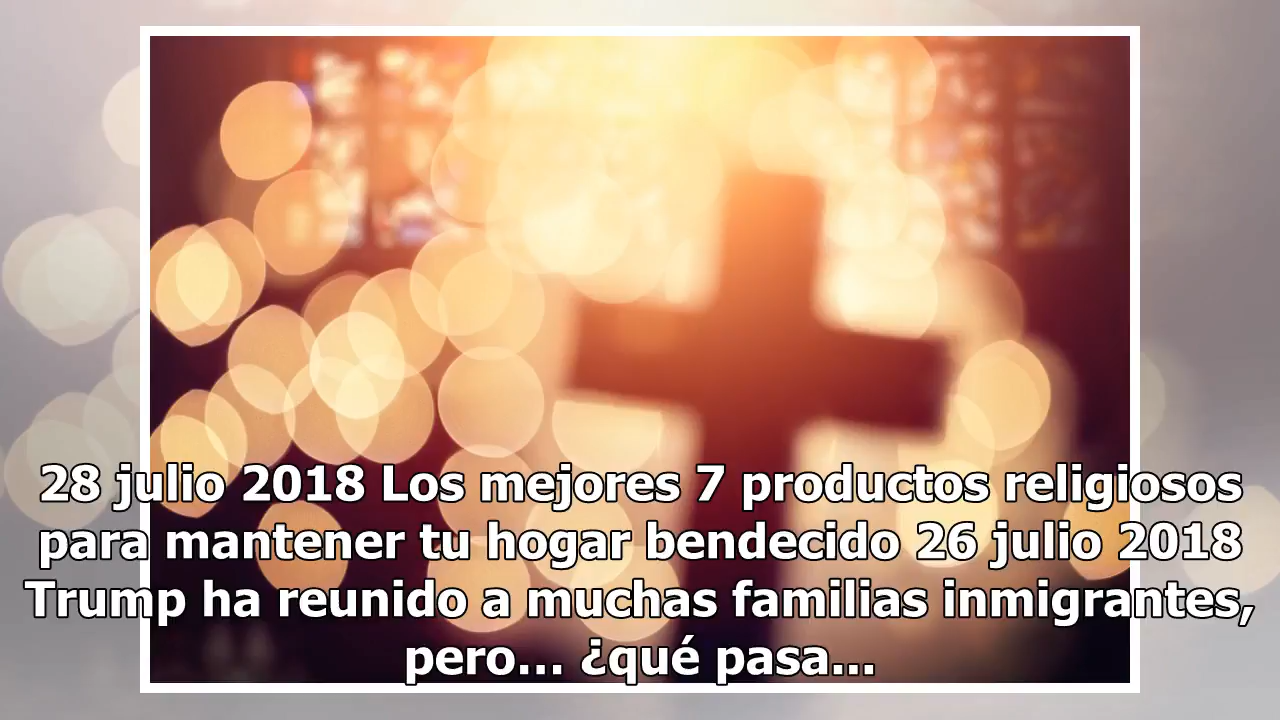 28 julio 2018 Los mejores 7 productos religiosos
para mantener tu hogar bendecido 26 julio 2018
Trump ha reunido a muchas familias inmigrantes,
pero... ¿qué pasa...